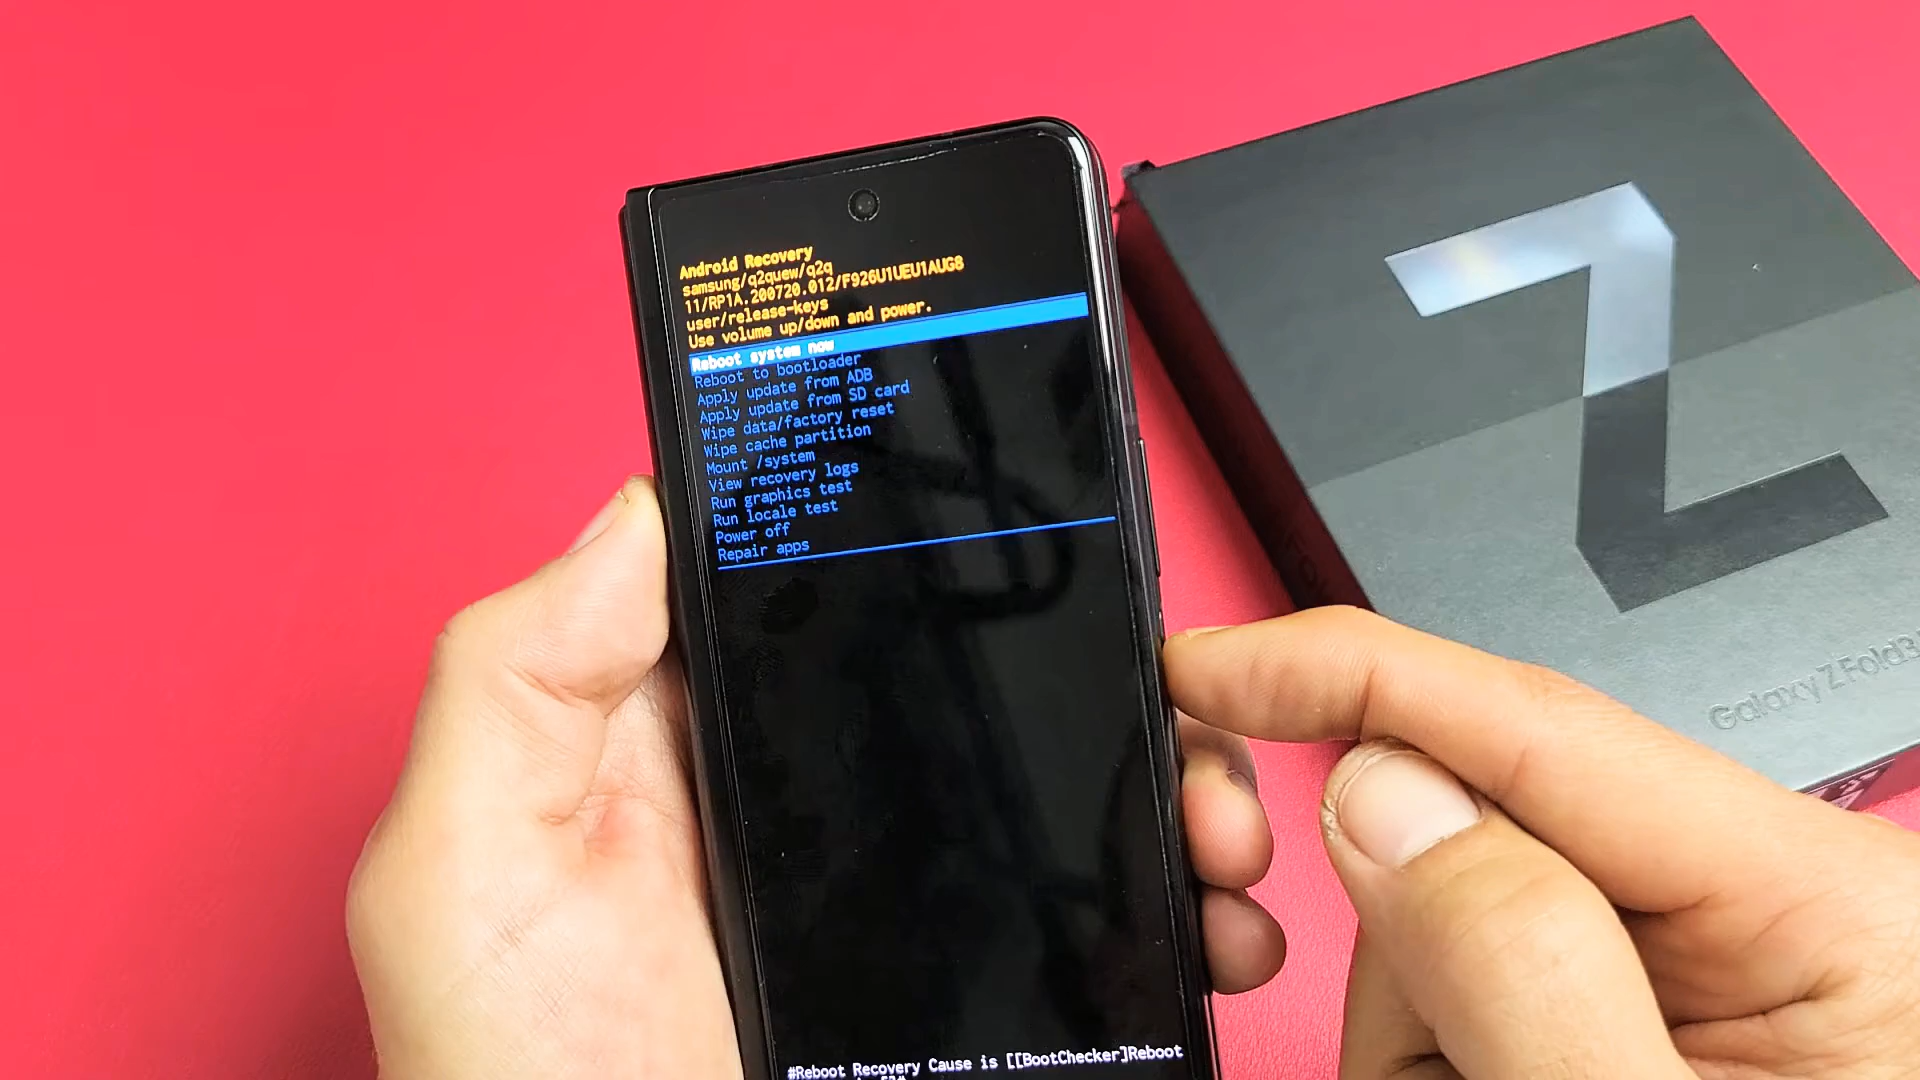 Android Recovery
samsung/q2quew/q2q
11/RP1A.200720.012/F926U1UEU1AUG8
user/release-keys
Use volume up/down and power.
Reboot system now
Reboot to bootloader
Apply update from ADB
Apply update from SD card
Wipe data/factory reset
Wipe cache partition
Mount /system
View recovery logs
Run graphics test
Run locale test
Power off
Repair apps
#Reboot Recovery Cause is [[BootChecker]Reboot
Z
Galaxy Z Fold3